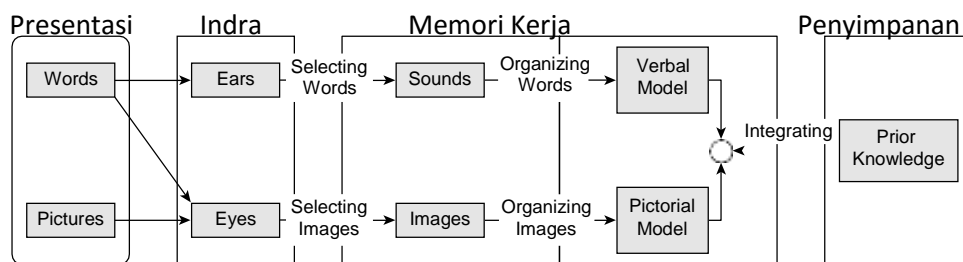 Presentasi
Indra
Memori Kerja
Penyimpanan
Words
Ears
Selecting
Words
Sounds
Organizing
Words
Verbal
Model
Integrating
Prior
Knowledge
Pictures
Eyes
Selecting
Images
Images
Organizing
Images
Pictorial
Model